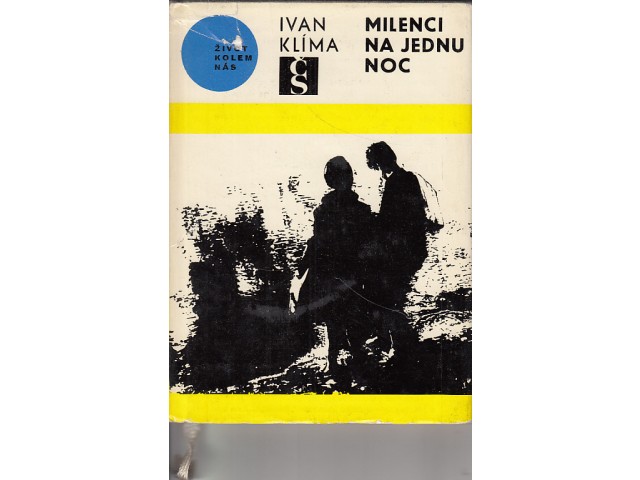 ŽIVOT
KOLEM
NÁS
IVAN
KLÍMA
ČS
MILENCI
NA JEDNU
NOC